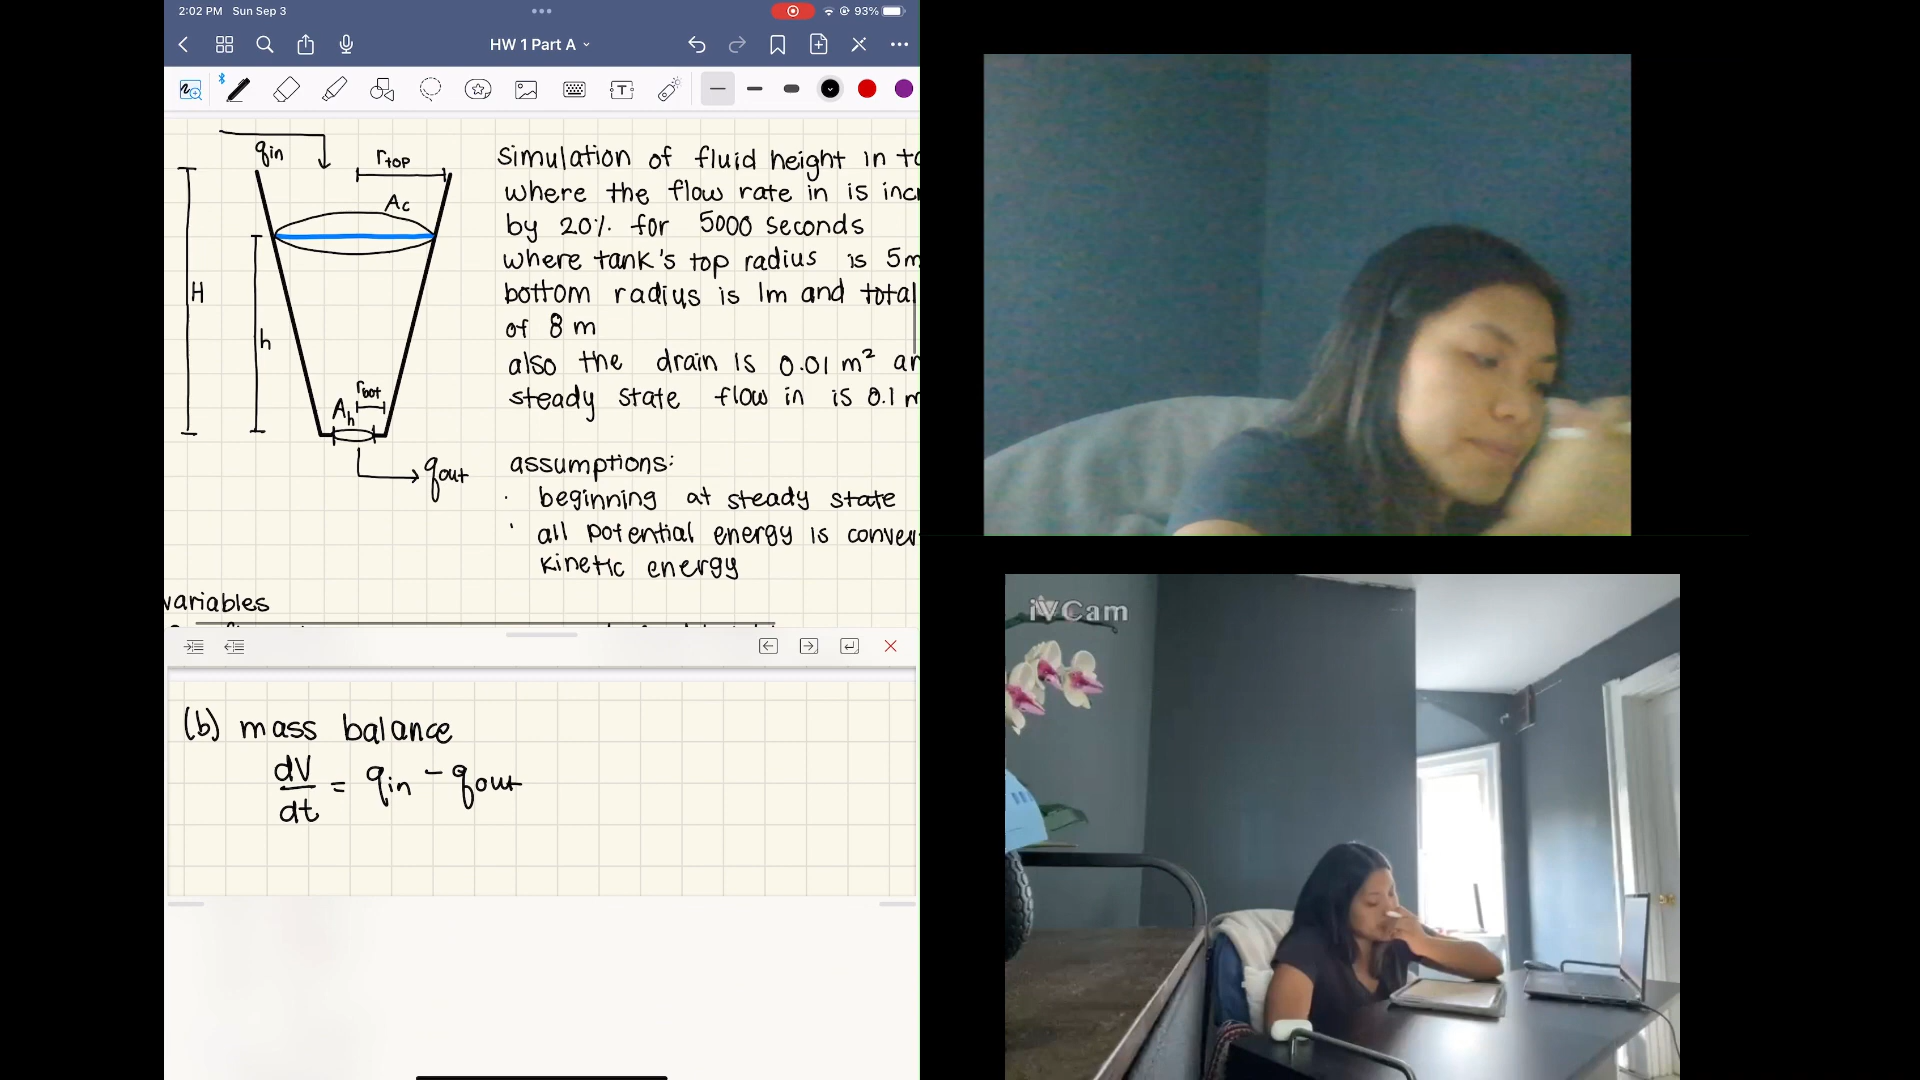 2:02 PM Sun Sep 3
93%
HW 1 Part A
T
qin
rtop
Ac
H
h
rbot
Ah
qout
simulation of fluid height in
where the flow rate in is
by 20% for 5000 seconds
where tank's top radius is 5m
bottom radius is 1m and total
of 8 m
also the drain is 0.01 m²
steady state flow in is 0.1
assumptions:
· beginning at steady state
· all potential energy is
kinetic energy
variables
(b) mass balance
dV/dt = qin - qout
iVCam